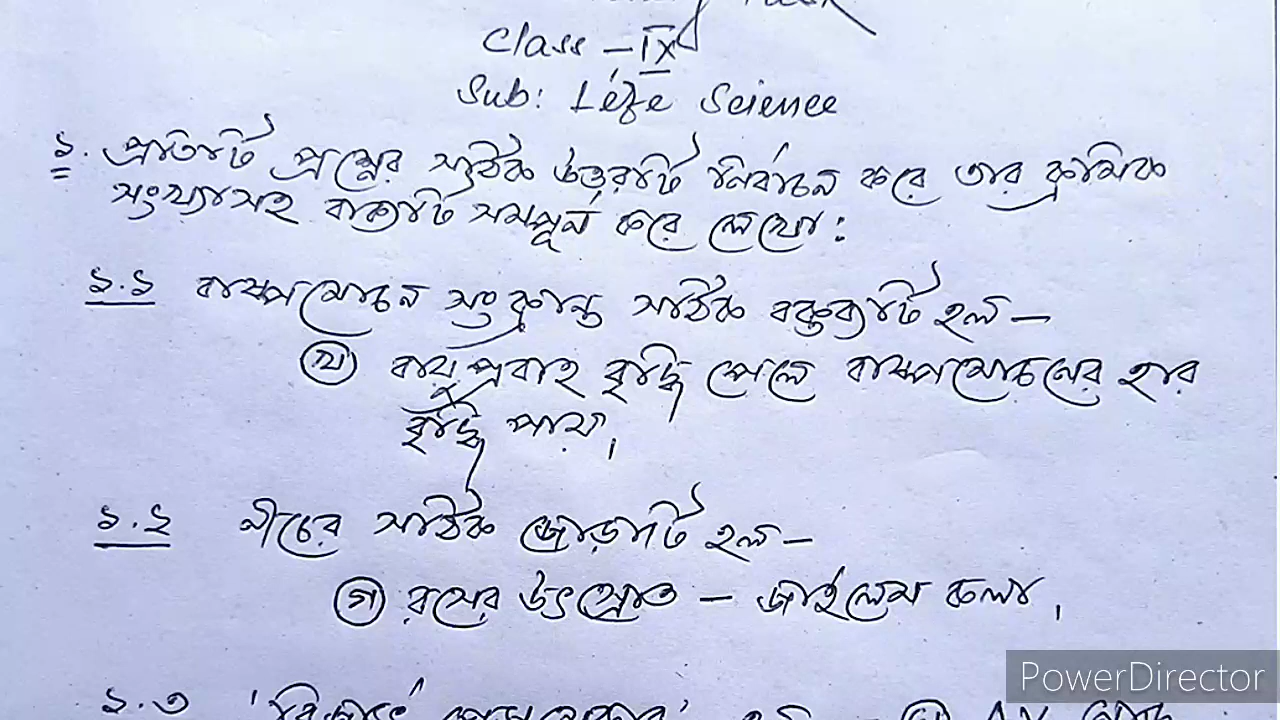 Class - IX
Sub: Life Science
১. প্রতিটি প্রশ্নের সঠিক উত্তরটি নির্বাচন করে তার ক্রমিক
সংখ্যাসহ বাক্যটি সম্পূর্ন করে লেখো:
১.১ বাষ্পমোচন সংক্রান্ত সঠিক বক্তব্যটি হল -
(খ) বায়ুপ্রবাহ বৃদ্ধি পেলে বাষ্পমোচনের হার
বৃদ্ধি পায়।
১.২ নীচের সঠিক জোড়াটি হল -
(গ) রসের উৎস্রোত - জাইলেম কলা।
১.৩
PowerDirector